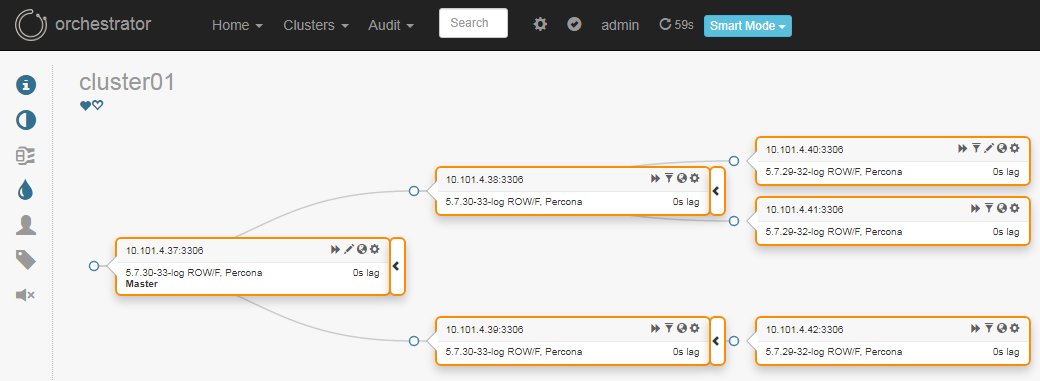 orchestrator Home Clusters Audit Search admin 59s Smart Mode
cluster01
10.101.4.37:3306
5.7.30-33-log ROW/F, Percona 0s lag
Master
10.101.4.38:3306
5.7.30-33-log ROW/F, Percona 0s lag
10.101.4.39:3306
5.7.30-33-log ROW/F, Percona 0s lag
10.101.4.40:3306
5.7.29-32-log ROW/F, Percona 0s lag
10.101.4.41:3306
5.7.29-32-log ROW/F, Percona 0s lag
10.101.4.42:3306
5.7.29-32-log ROW/F, Percona 0s lag